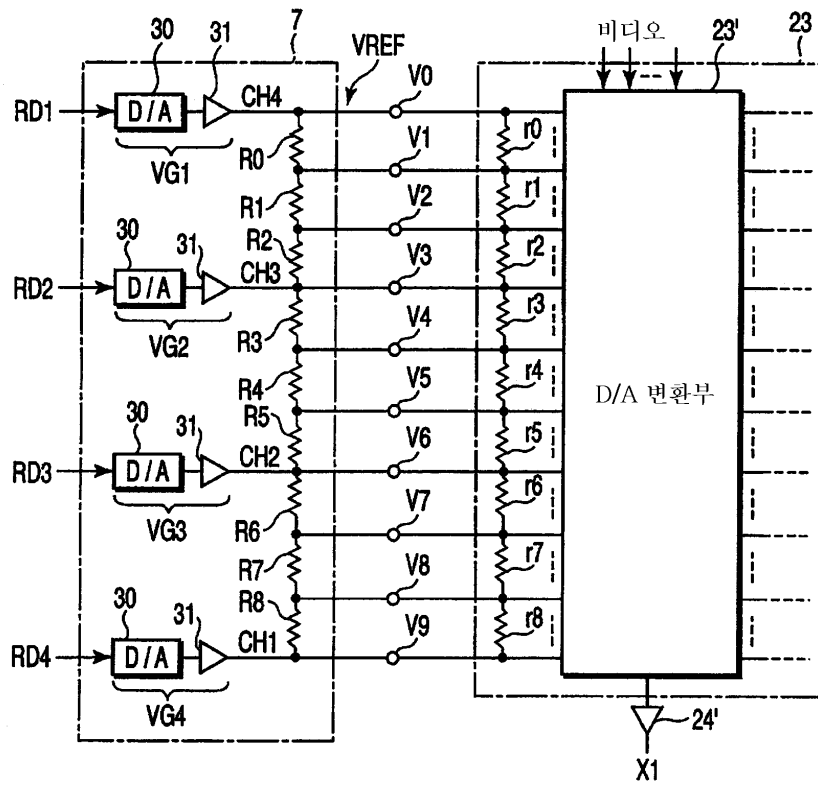 비디오
30 31 7 VREF 23' 23
RD1 D/A CH4 V0 r0
VG1 R0 V1
R1 V2 r1
30 31 R2 r2
RD2 D/A CH3 V3
VG2 R3 V4 r3
R4 V5 r4
D/A 변환부
30 31 R5 r5
RD3 D/A CH2 V6
VG3 R6 V7 r6
R7 V8 r7
30 31 R8 r8
RD4 D/A CH1 V9
VG4
24'
X1